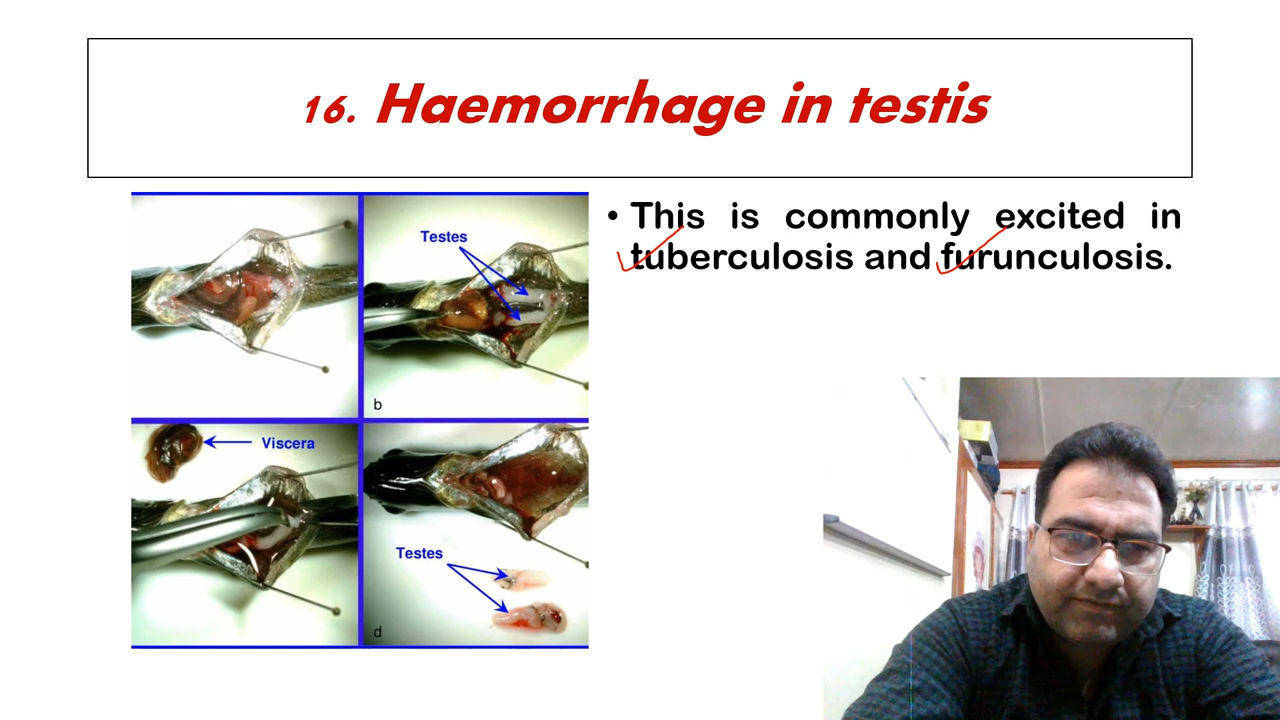 16. Haemorrhage in testis
• This is commonly excited in
tuberculosis and furunculosis.
Testes
b
Viscera
Testes
d